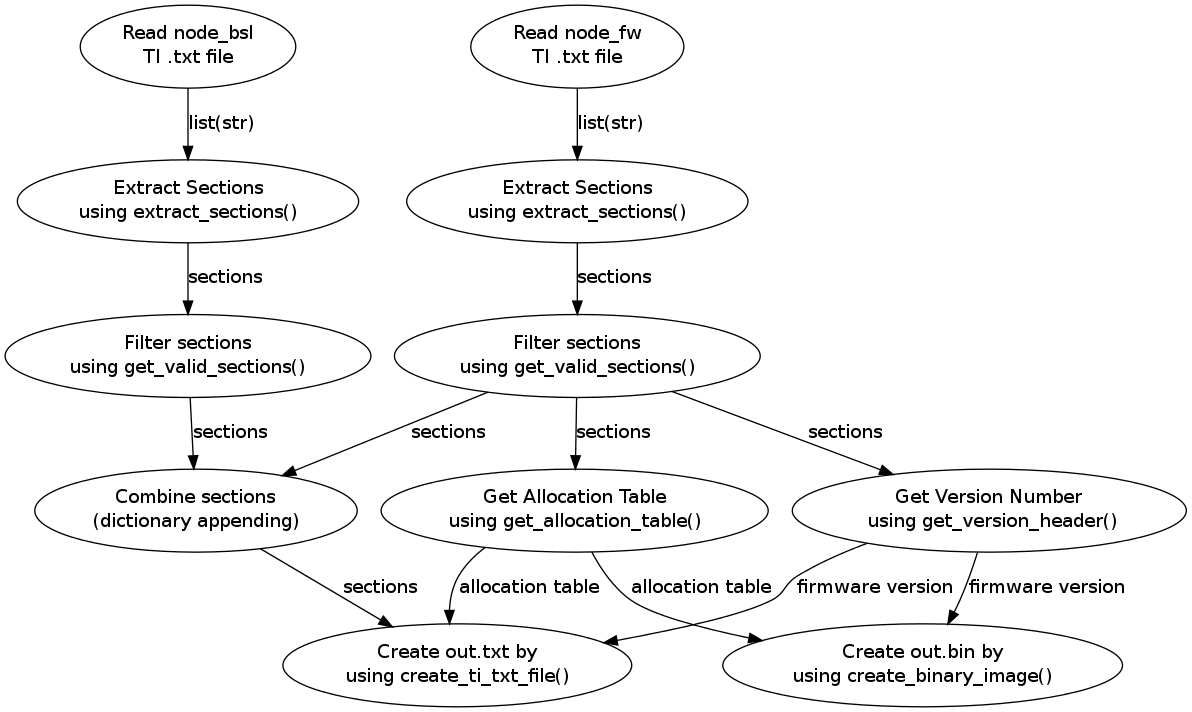 Read node_bsl
TI .txt file
Read node_fw
TI .txt file
list(str)
list(str)
Extract Sections
using extract_sections()
Extract Sections
using extract_sections()
sections
sections
Filter sections
using get_valid_sections()
Filter sections
using get_valid_sections()
sections
sections
sections
sections
Combine sections
(dictionary appending)
Get Allocation Table
using get_allocation_table()
Get Version Number
using get_version_header()
sections
allocation table
allocation table
firmware version
firmware version
Create out.txt by
using create_ti_txt_file()
Create out.bin by
using create_binary_image()